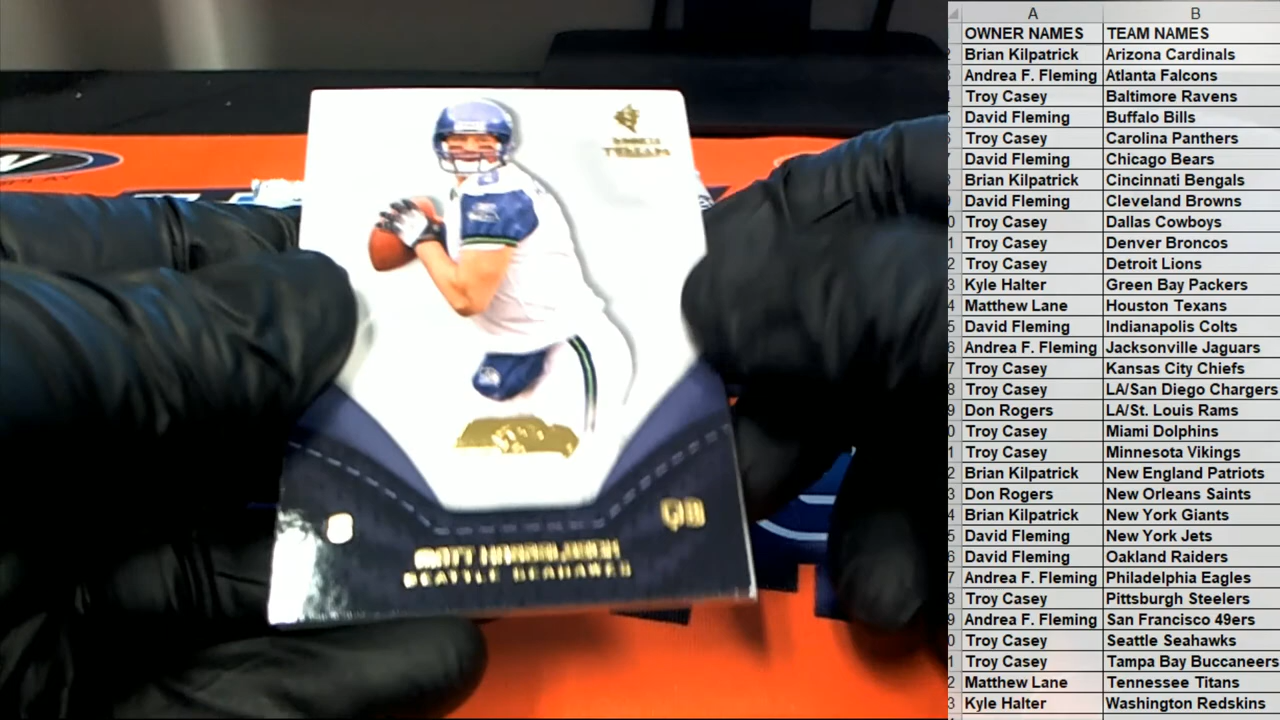 A B
OWNER NAMES TEAM NAMES
Brian Kilpatrick Arizona Cardinals
Andrea F. Fleming Atlanta Falcons
Troy Casey Baltimore Ravens
David Fleming Buffalo Bills
Troy Casey Carolina Panthers
David Fleming Chicago Bears
Brian Kilpatrick Cincinnati Bengals
David Fleming Cleveland Browns
Troy Casey Dallas Cowboys
Troy Casey Denver Broncos
Troy Casey Detroit Lions
Kyle Halter Green Bay Packers
Matthew Lane Houston Texans
David Fleming Indianapolis Colts
Andrea F. Fleming Jacksonville Jaguars
Troy Casey Kansas City Chiefs
Troy Casey LA/San Diego Chargers
Don Rogers LA/St. Louis Rams
Troy Casey Miami Dolphins
Troy Casey Minnesota Vikings
Brian Kilpatrick New England Patriots
Don Rogers New Orleans Saints
Brian Kilpatrick New York Giants
David Fleming New York Jets
David Fleming Oakland Raiders
Andrea F. Fleming Philadelphia Eagles
Troy Casey Pittsburgh Steelers
Andrea F. Fleming San Francisco 49ers
Troy Casey Seattle Seahawks
Troy Casey Tampa Bay Buccaneers
Matthew Lane Tennessee Titans
Kyle Halter Washington Redskins
8 QB
MATT HASSELBECK
SEATTLE SEAHAWKS